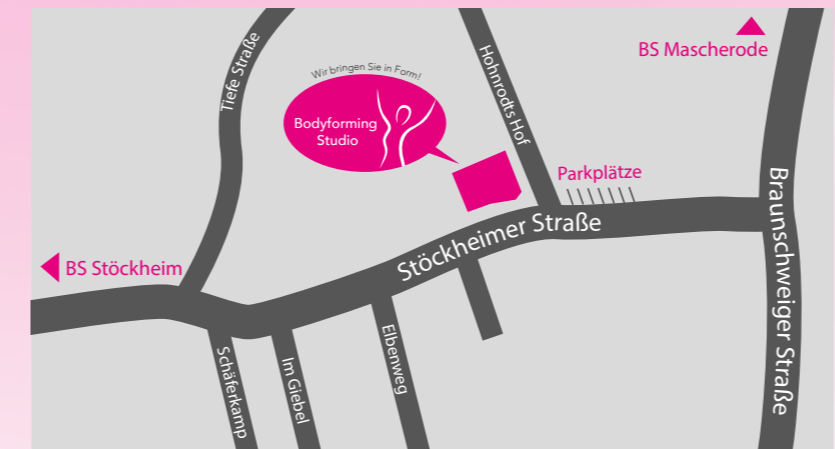 Tiefe Straße
Wir bringen Sie in Form!
Bodyforming
Studio
Hohnrodts Hof
BS Mascherode
Parkplätze
Braunschweiger Straße
Stöckheimer Straße
BS Stöckheim
Schäferkamp
Im Giebel
Elbenweg